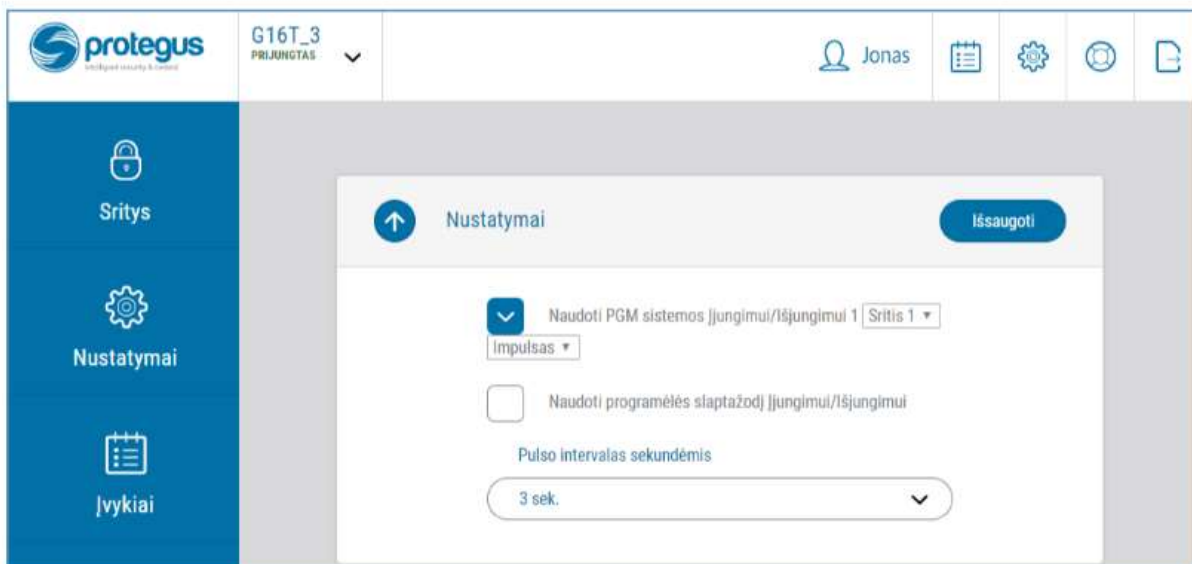 protegus
G16T_3
PRIJUNGTAS
Jonas
Sritys
Nustatymai
Išsaugoti
Nustatymai
Naudoti PGM sistemos Įjungimui/Išjungimui 1 Sritis 1
Impulsas
Naudoti programėlės slaptažodį Įjungimui/Išjungimui
Pulso intervalas sekundėmis
3 sek.
Įvykiai